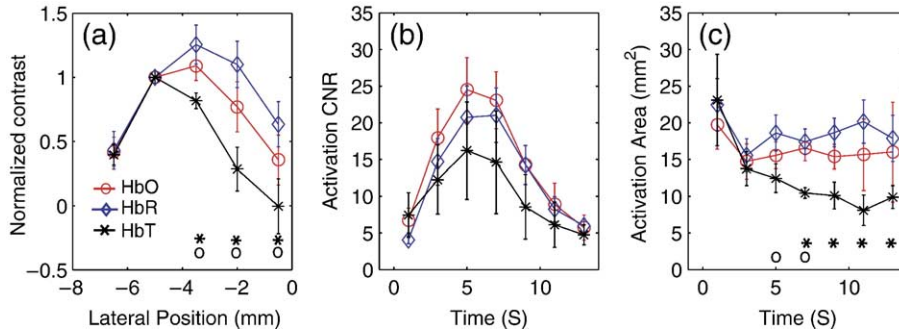 (a)
Normalized contrast
1.5
1
0.5
0
−0.5
HbO
HbR
HbT
* * *
o o o
−8 −6 −4 −2 0
Lateral Position (mm)
(b)
Activation CNR
35
30
25
20
15
10
5
0
0 5 10
Time (S)
(c)
Activation Area (mm²)
35
30
25
20
15
10
5
0
* * * *
o o
0 5 10
Time (S)